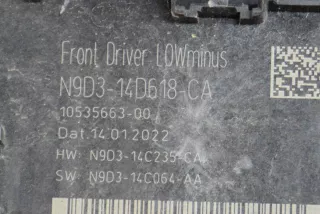 Front Driver LOWminus
N9D3-14D618-CA
10535663-00
Dat.14.01.2022
HW: N9D3-14C235-CA
SW: N9D3-14C064-AA